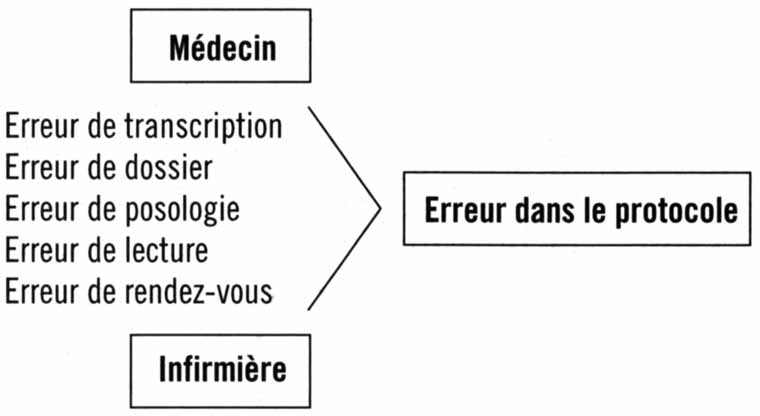 Médecin
Erreur de transcription
Erreur de dossier
Erreur de posologie
Erreur de lecture
Erreur de rendez-vous
Erreur dans le protocole
Infirmière